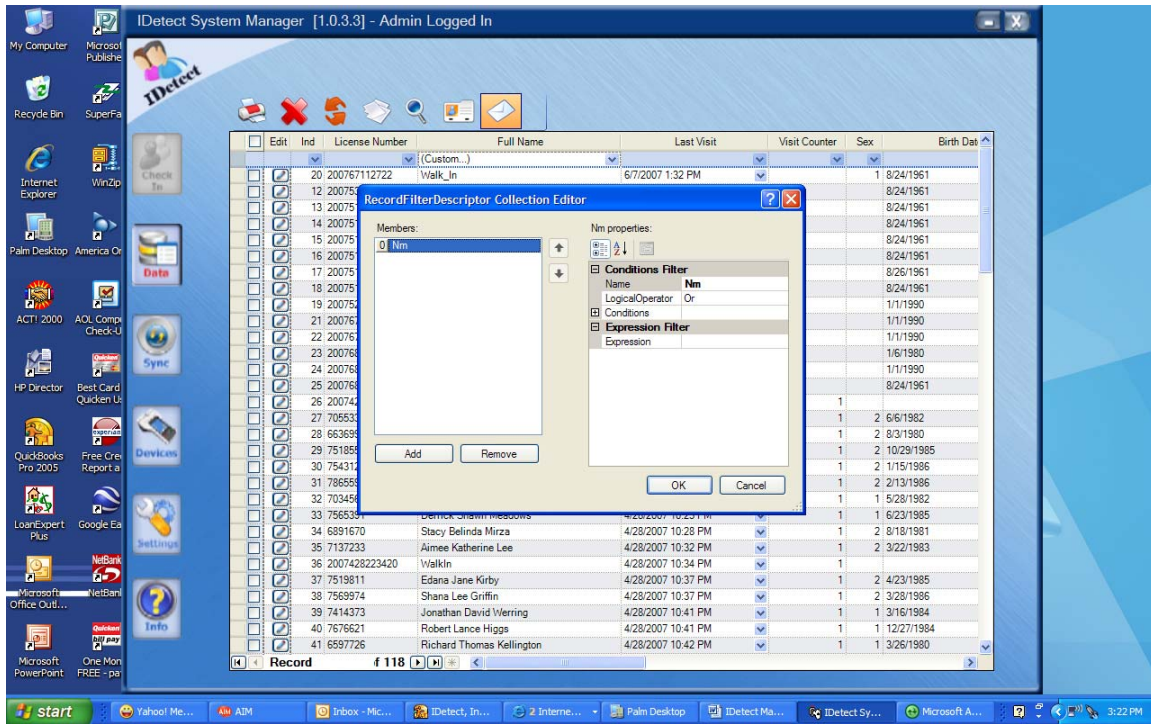 IDetect System Manager [1.0.3.3] - Admin Logged In
My Computer
Recycle Bin
SuperFa
Internet Explorer
WinZip
Palm Desktop
America On
ACT! 2000
AOL Comp
Check-U
HP Director
Best Card
Quicken
QuickBooks Pro 2005
Free Cre
Report a
LoanExpert Plus
Google Ea
Microsoft Office Outl...
NetBank
Microsoft PowerPoint
One Mon
FREE - pa
IDetect
Check In
Data
Sync
Devices
Settings
Info
Edit Ind License Number Full Name Last Visit Visit Counter Sex Birth Dat
(Custom...)
20 200767112722 Walk_In 6/7/2007 1:32 PM 1 8/24/1961
12 20075 8/24/1961
13 20075 8/24/1961
14 20075 8/24/1961
15 20075 8/24/1961
16 20075 8/24/1961
17 20075 8/26/1961
18 20075 8/24/1961
19 20075 1/1/1990
21 20076 1/1/1990
22 20076 1/1/1990
23 20076 1/6/1980
24 20076 1/1/1990
25 20076 8/24/1961
26 20074 1
27 70553 1 2 6/6/1982
28 66369 1 2 8/3/1980
29 75185 1 2 10/29/1985
30 75431 1 2 1/15/1986
31 78655 1 2 2/13/1986
32 70345 1 1 5/28/1982
33 7565391 Derrick Shawn Meadows 4/28/2007 10:25 PM 1 1 6/23/1985
34 6891670 Stacy Belinda Mirza 4/28/2007 10:28 PM 1 2 8/18/1981
35 7137233 Aimee Katherine Lee 4/28/2007 10:32 PM 1 2 3/22/1983
36 2007428223420 WalkIn 4/28/2007 10:34 PM 1
37 7519811 Edana Jane Kirby 4/28/2007 10:37 PM 1 2 4/23/1985
38 7569974 Shana Lee Griffin 4/28/2007 10:37 PM 1 2 3/28/1986
39 7414373 Jonathan David Werring 4/28/2007 10:41 PM 1 1 3/16/1984
40 7676621 Robert Lance Higgs 4/28/2007 10:41 PM 1 1 12/27/1984
41 6597726 Richard Thomas Kellington 4/28/2007 10:42 PM 1 1 3/26/1980
Record of 118
RecordFilterDescriptor Collection Editor
Members:
0 Nm
Add Remove
Nm properties:
Conditions Filter
Name Nm
LogicalOperator Or
Conditions
Expression Filter
Expression
OK Cancel
start Yahoo! Me... AIM Inbox - Mic... IDetect, In... 2 Interne... Palm Desktop IDetect Ma... IDetect Sy... Microsoft A... 3:22 PM